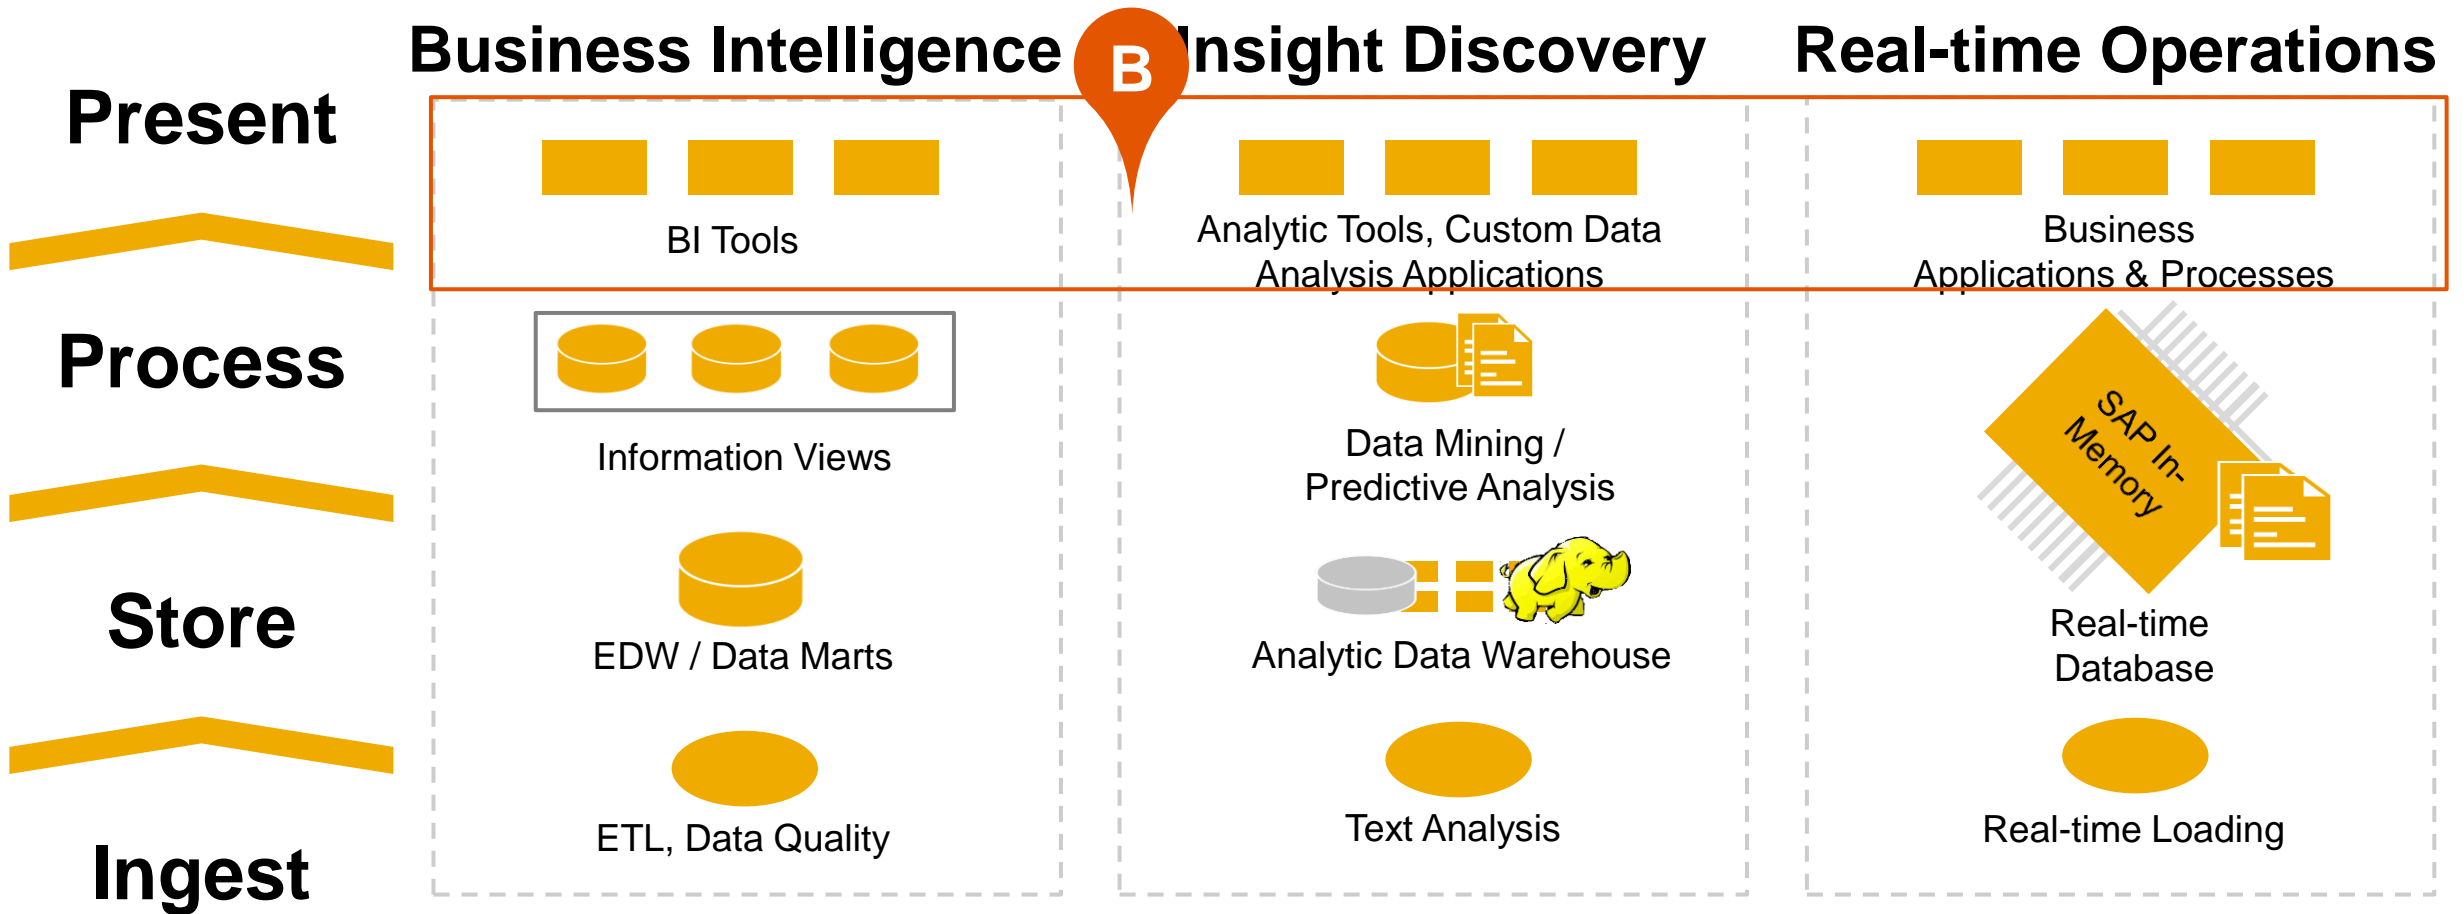 Business Intelligence
B
Insight Discovery
Real-time Operations
Present
BI Tools
Analytic Tools, Custom Data
Analysis Applications
Business
Applications & Processes
Process
Information Views
Data Mining /
Predictive Analysis
SAP In-
Memory
Store
EDW / Data Marts
Analytic Data Warehouse
Real-time
Database
Ingest
ETL, Data Quality
Text Analysis
Real-time Loading